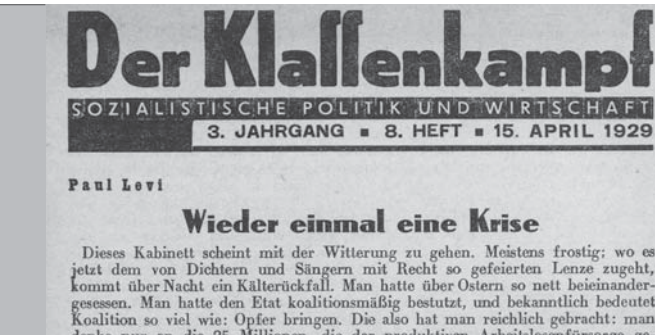 Der Klassenkampf
SOZIALISTISCHE POLITIK UND WIRTSCHAFT
3. JAHRGANG ▪ 8. HEFT ▪ 15. APRIL 1929
Paul Levi
Wieder einmal eine Krise
Dieses Kabinett scheint mit der Witterung zu gehen. Meistens frostig; wo es
jetzt dem von Dichtern und Sängern mit Recht so gefeierten Lenze zugeht,
kommt über Nacht ein Kälterückfall. Man hatte über Ostern so nett beieinander-
gesessen. Man hatte den Etat koalitionsmäßig bestutzt, und bekanntlich bedeutet
Koalition so viel wie: Opfer bringen. Die also hat man reichlich gebracht: man